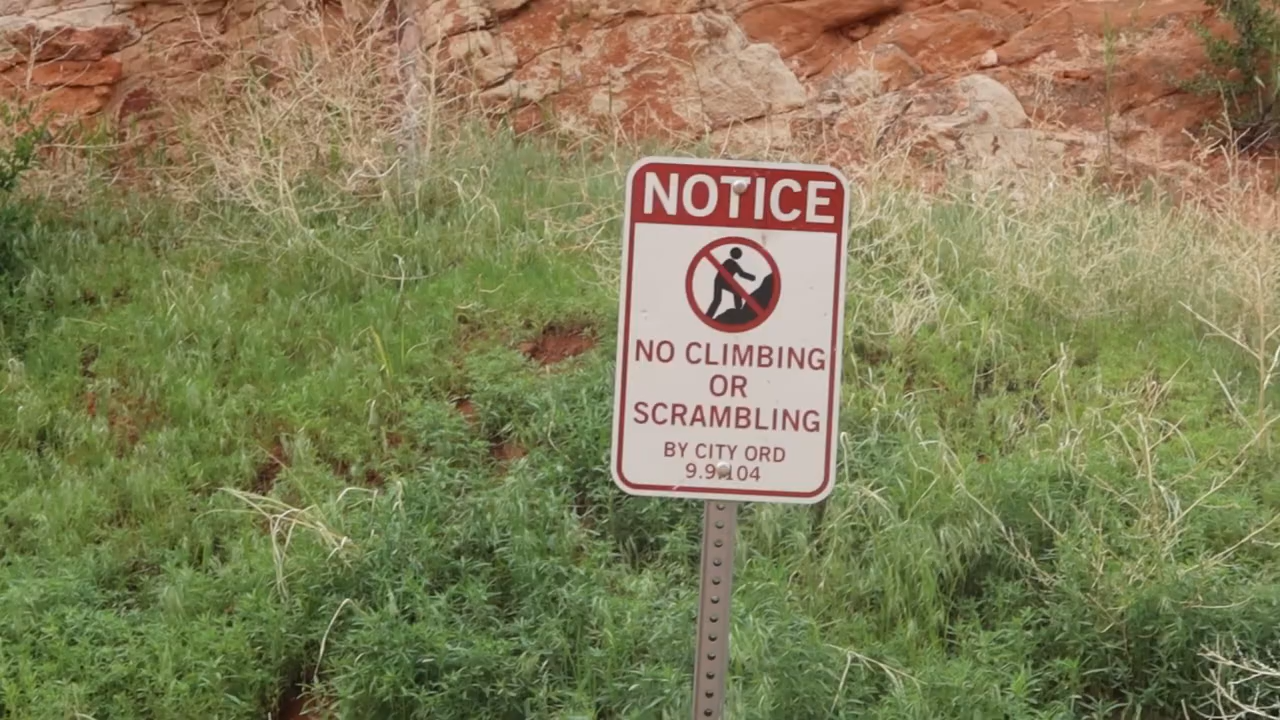 NOTICE
NO CLIMBING
OR
SCRAMBLING
BY CITY ORD
9.9.104